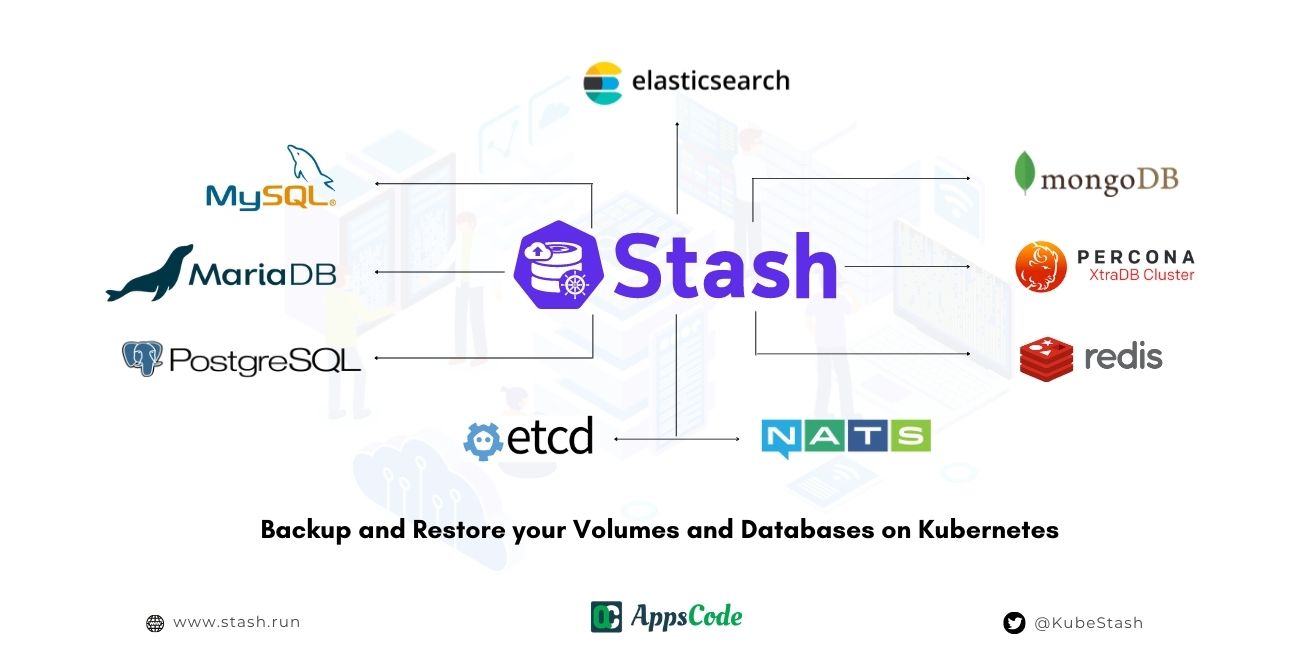 elasticsearch
MySQL®
mongoDB
MariaDB
Stash
PERCONA
XtraDB Cluster
PostgreSQL
redis
etcd
NATS
Backup and Restore your Volumes and Databases on Kubernetes
www.stash.run
AppsCode
@KubeStash